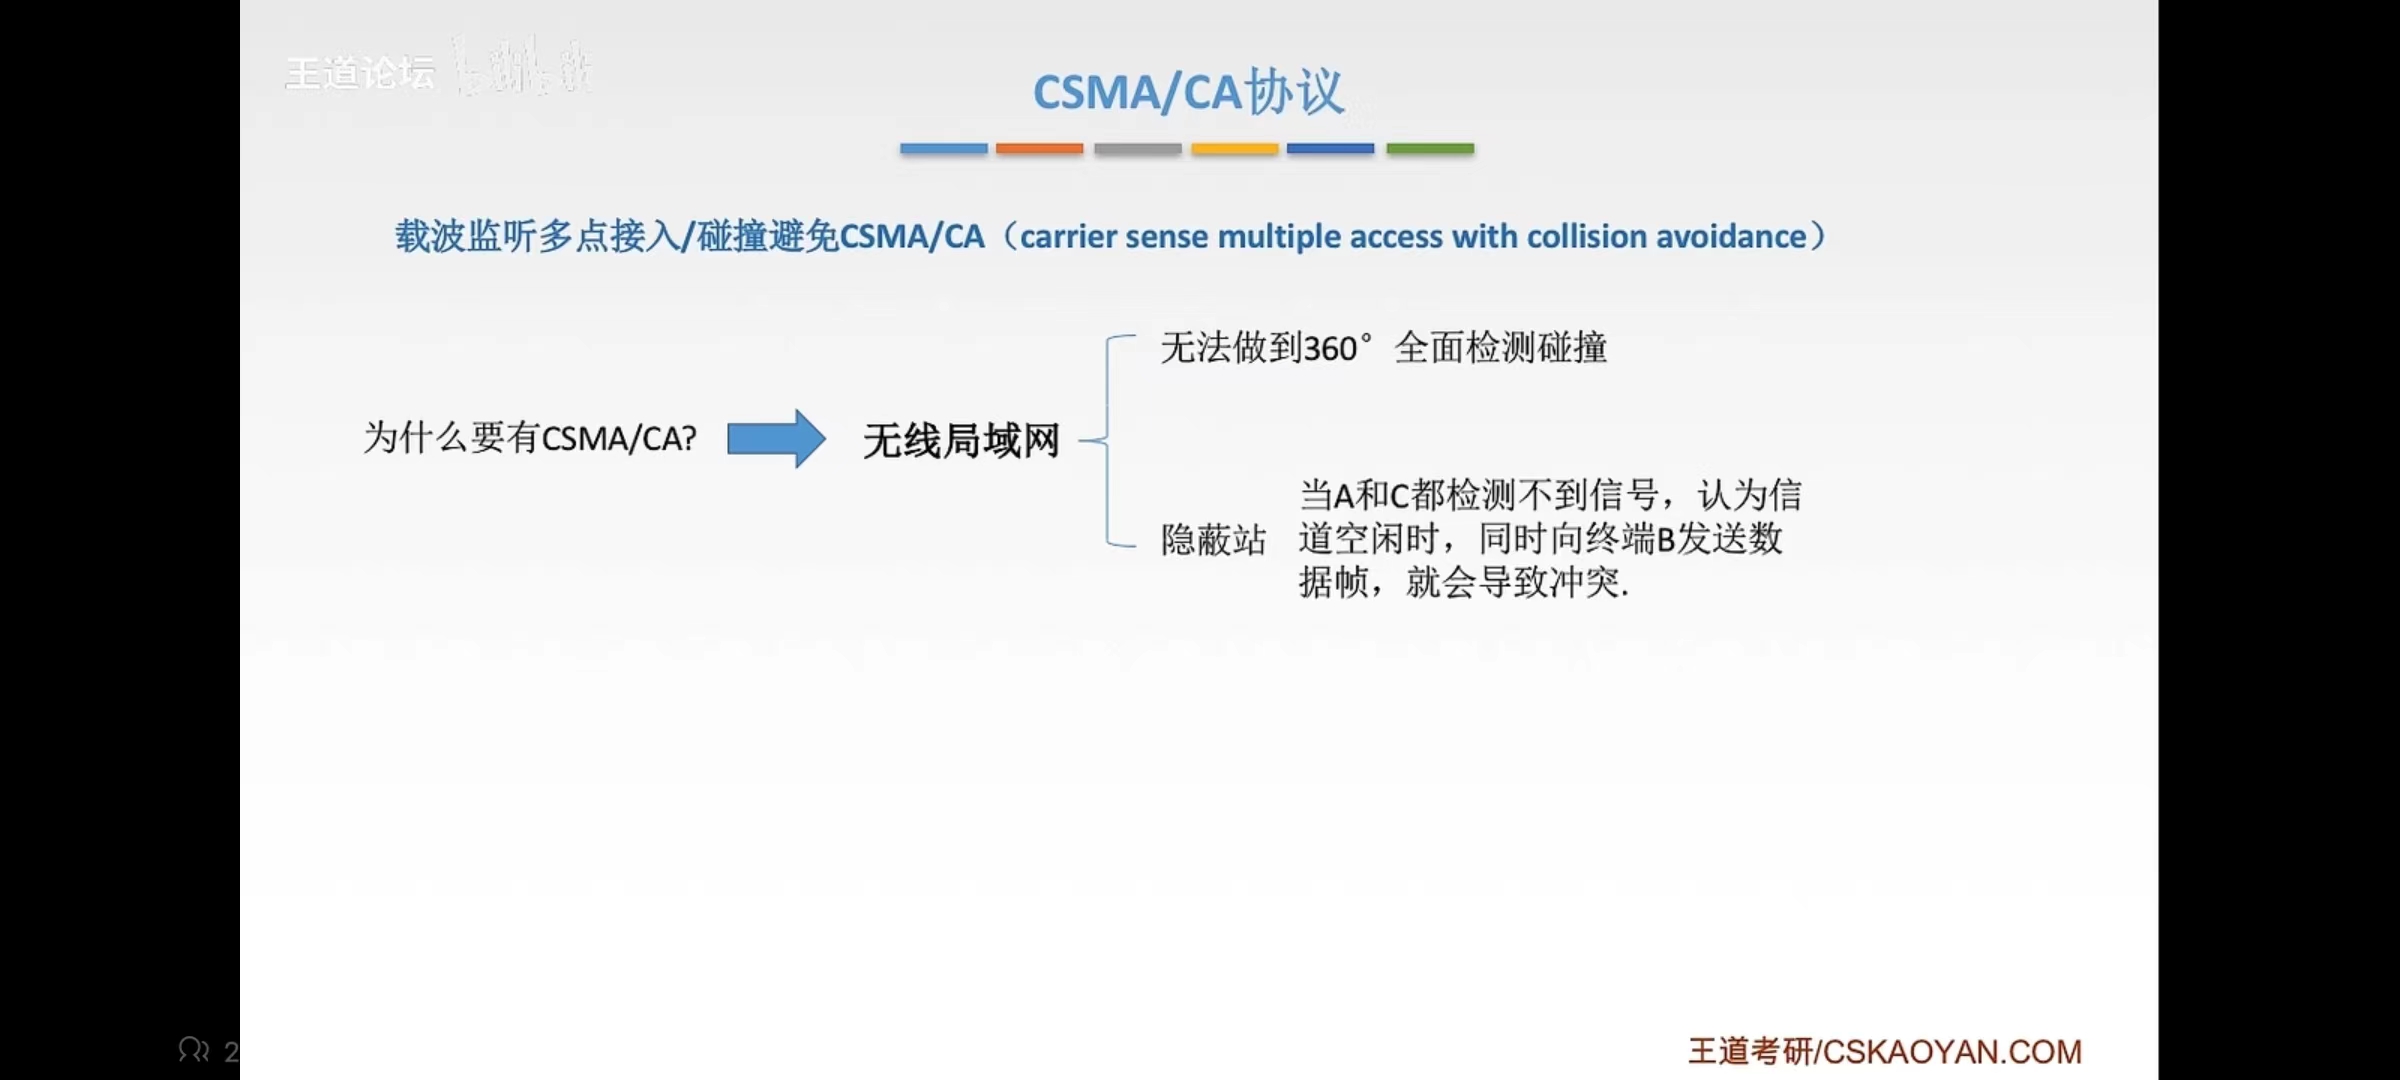 王道论坛 bilibili
CSMA/CA协议
载波监听多点接入/碰撞避免CSMA/CA（carrier sense multiple access with collision avoidance）
无法做到360°全面检测碰撞
为什么要有CSMA/CA?
无线局域网
当A和C都检测不到信号，认为信
隐蔽站 道空闲时，同时向终端B发送数
据帧，就会导致冲突.
2
王道考研/CSKAOYAN.COM